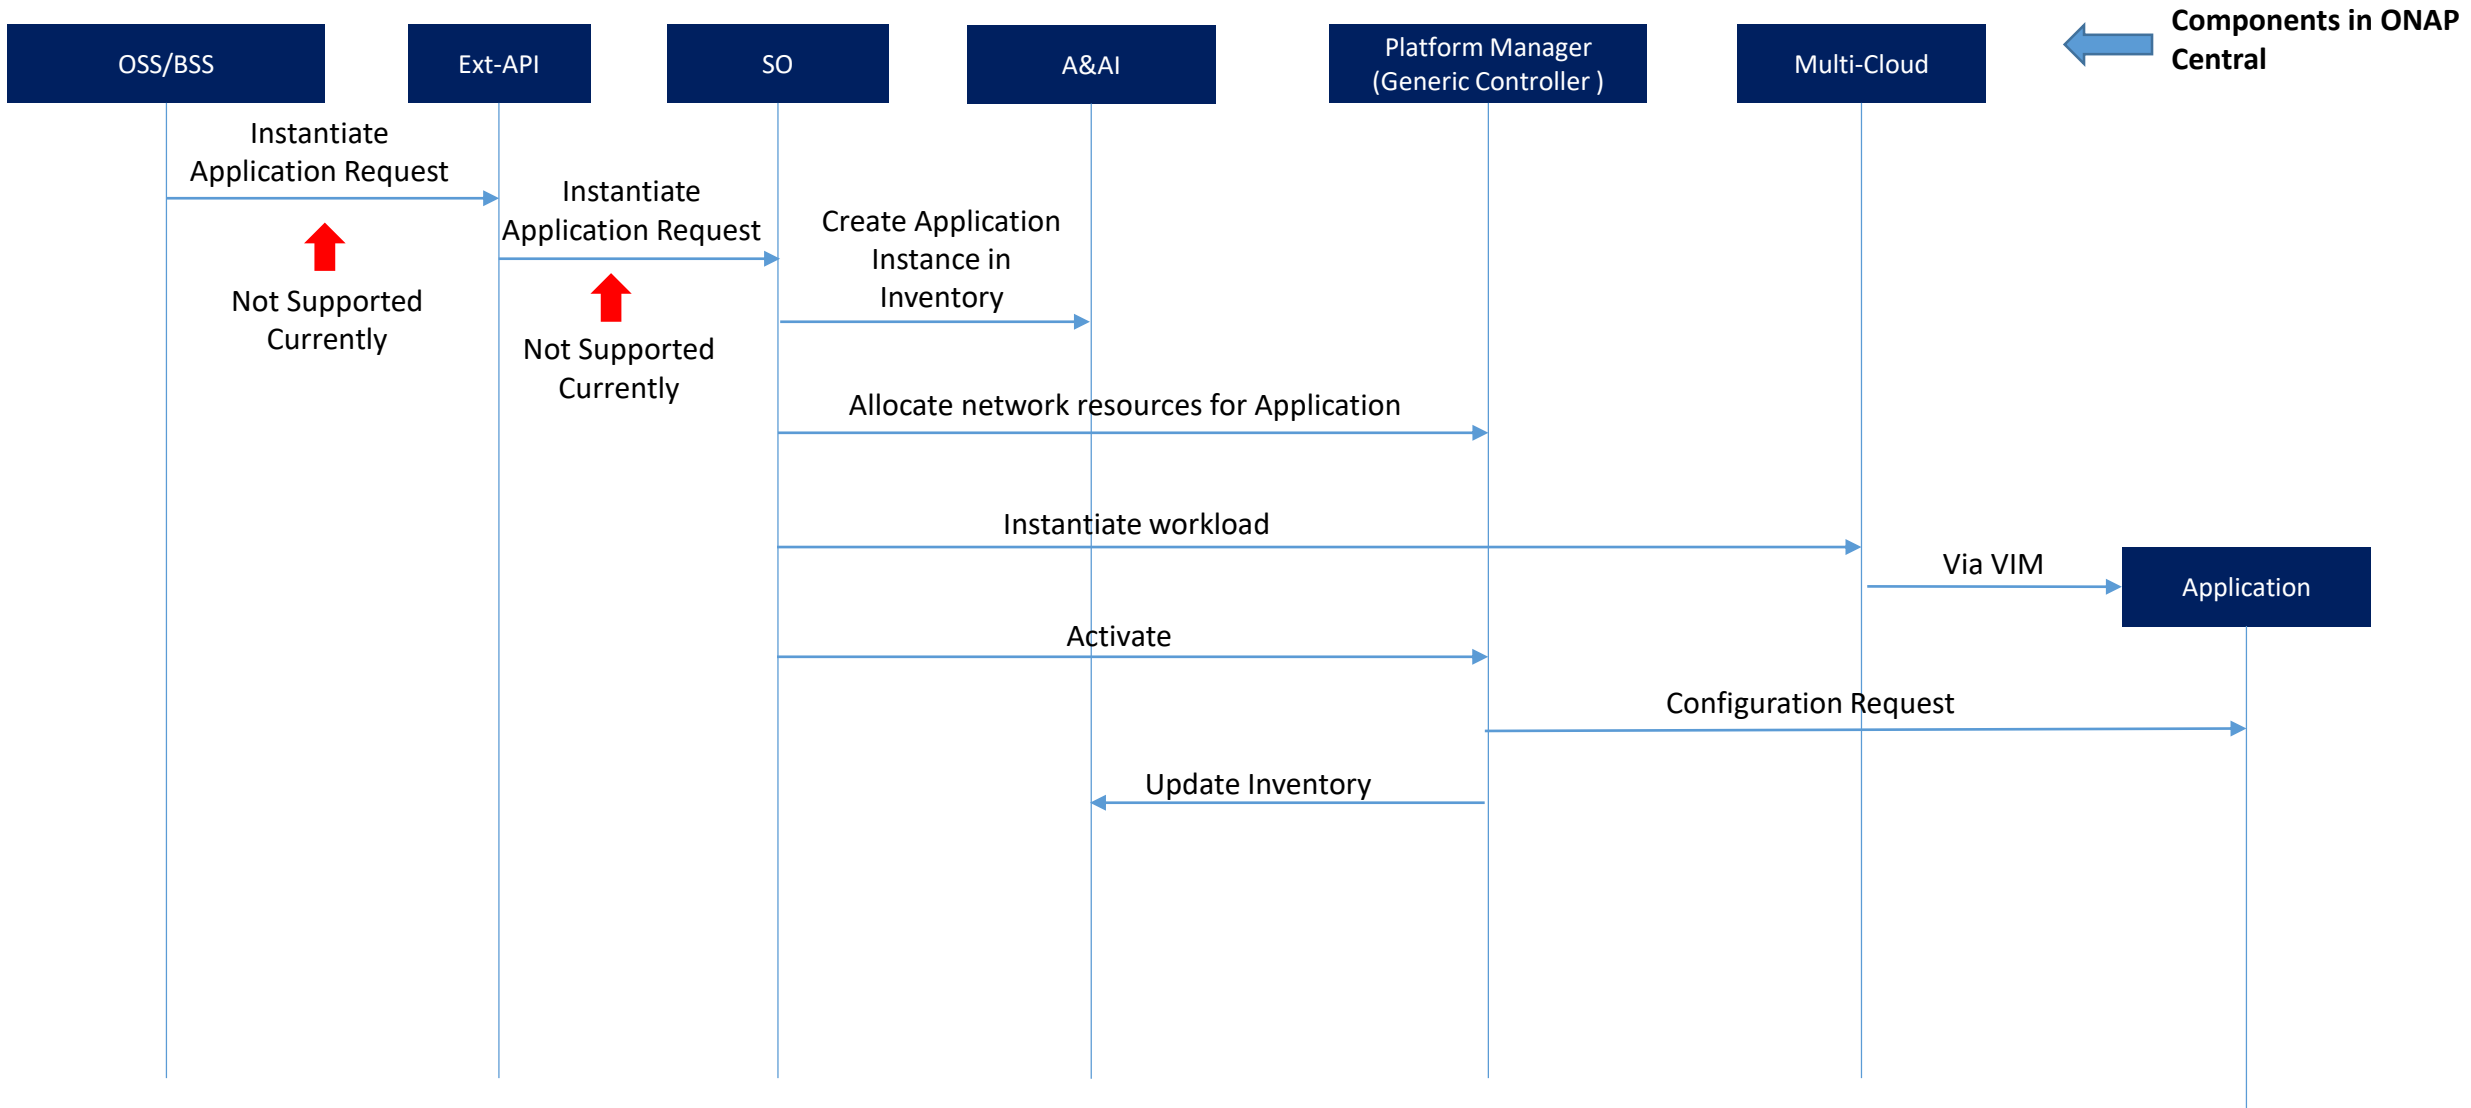 OSS/BSS
Ext-API
SO
A&AI
Platform Manager
(Generic Controller )
Multi-Cloud
Components in ONAP
Central
Instantiate
Application Request
Not Supported
Currently
Instantiate
Application Request
Not Supported
Currently
Create Application
Instance in
Inventory
Allocate network resources for Application
Instantiate workload
Via VIM
Application
Activate
Configuration Request
Update Inventory